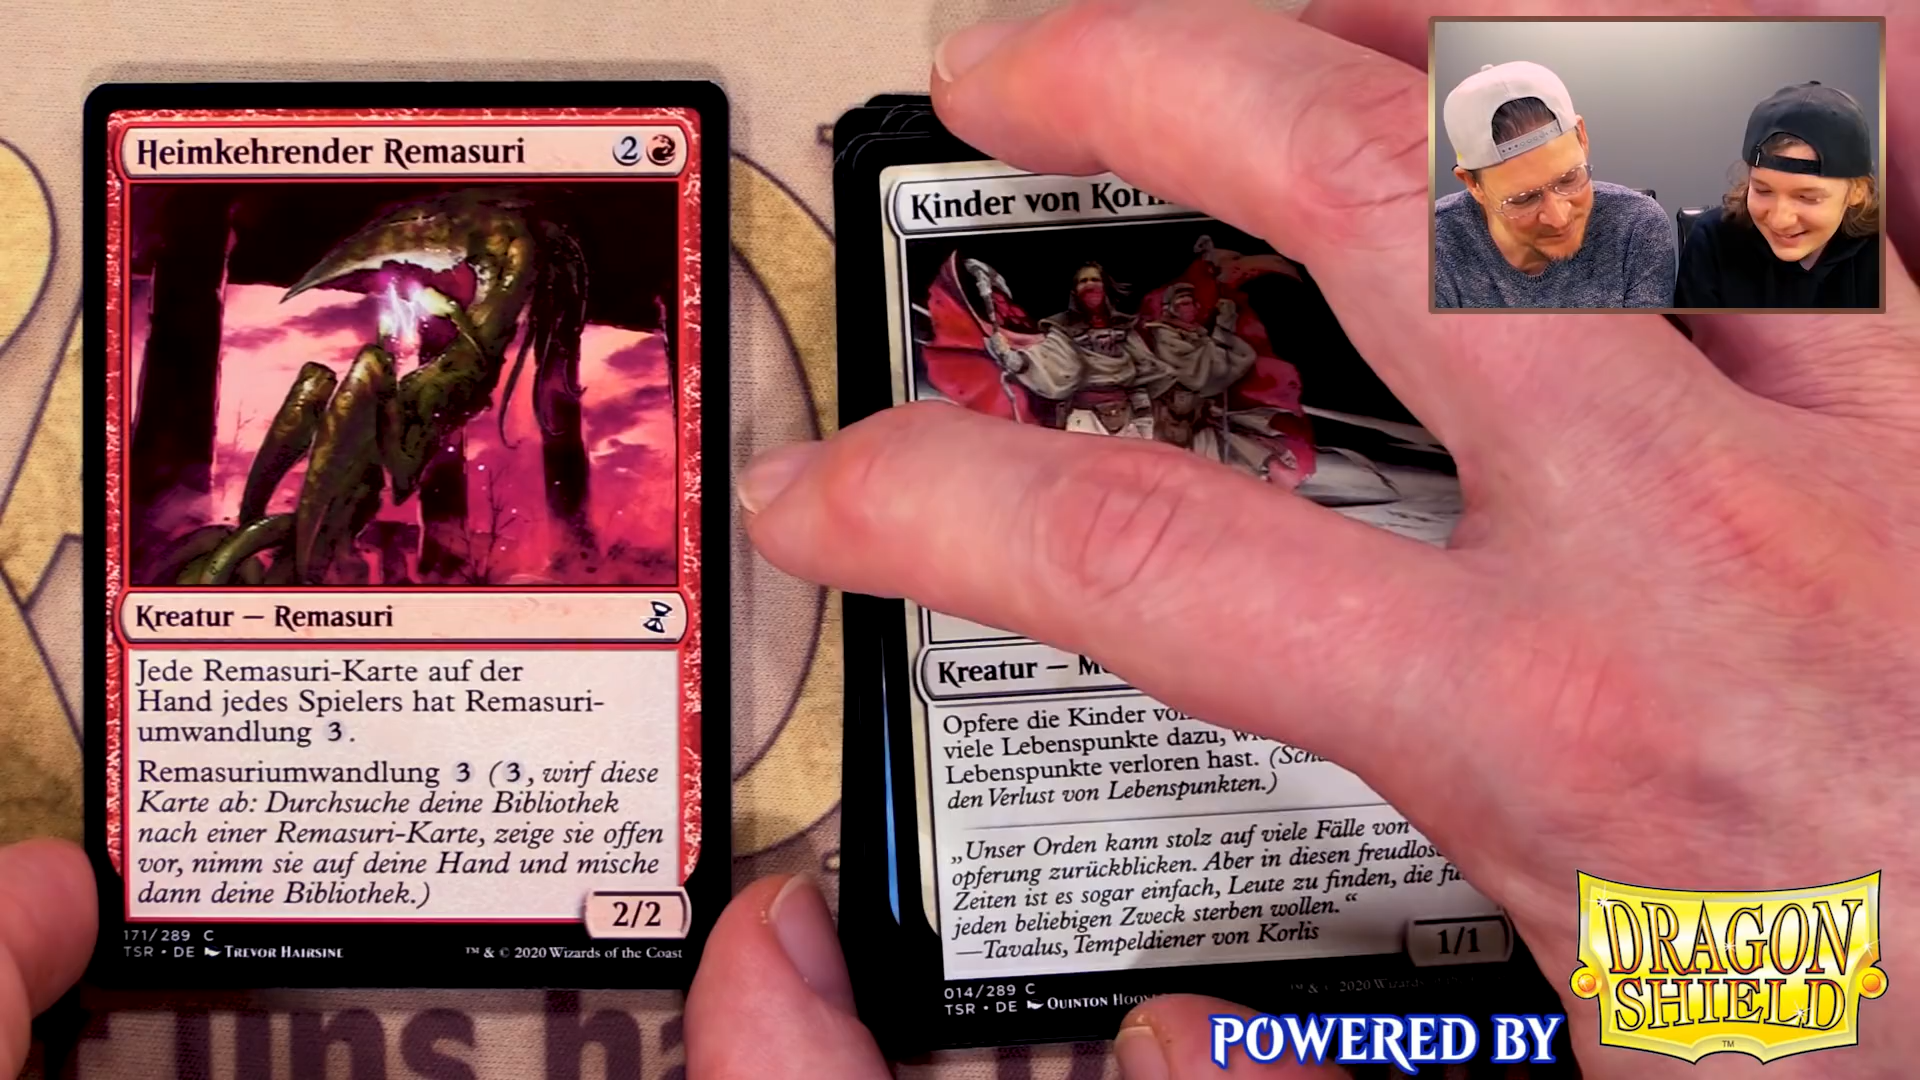 Heimkehrender Remasuri 2
Kreatur — Remasuri
Jede Remasuri-Karte auf der
Hand jedes Spielers hat Remasuri-
umwandlung 3.
Remasuriumwandlung 3 (3, wirf diese
Karte ab: Durchsuche deine Bibliothek
nach einer Remasuri-Karte, zeige sie offen
vor, nimm sie auf deine Hand und mische
dann deine Bibliothek.)
2/2
171/289 C
TSR • DE TREVOR HAIRSINE
™ & © 2020 Wizards of the Coast
Kinder von
Kreatur —
Opfere die Kinder
viele Lebenspunkte dazu,
Lebenspunkte verloren hast.
den Verlust von Lebenspunkten.)
„Unser Orden kann stolz auf viele Fälle von
opferung zurückblicken. Aber in diesen
Zeiten ist es sogar einfach, Leute zu finden, die
jeden beliebigen Zweck sterben wollen.“
—Tavalus, Tempeldiener von Korlis
1/1
014/289 C
TSR • DE QUINTON
™ & © 2020
uns
POWERED BY
DRAGON
SHIELD
TM